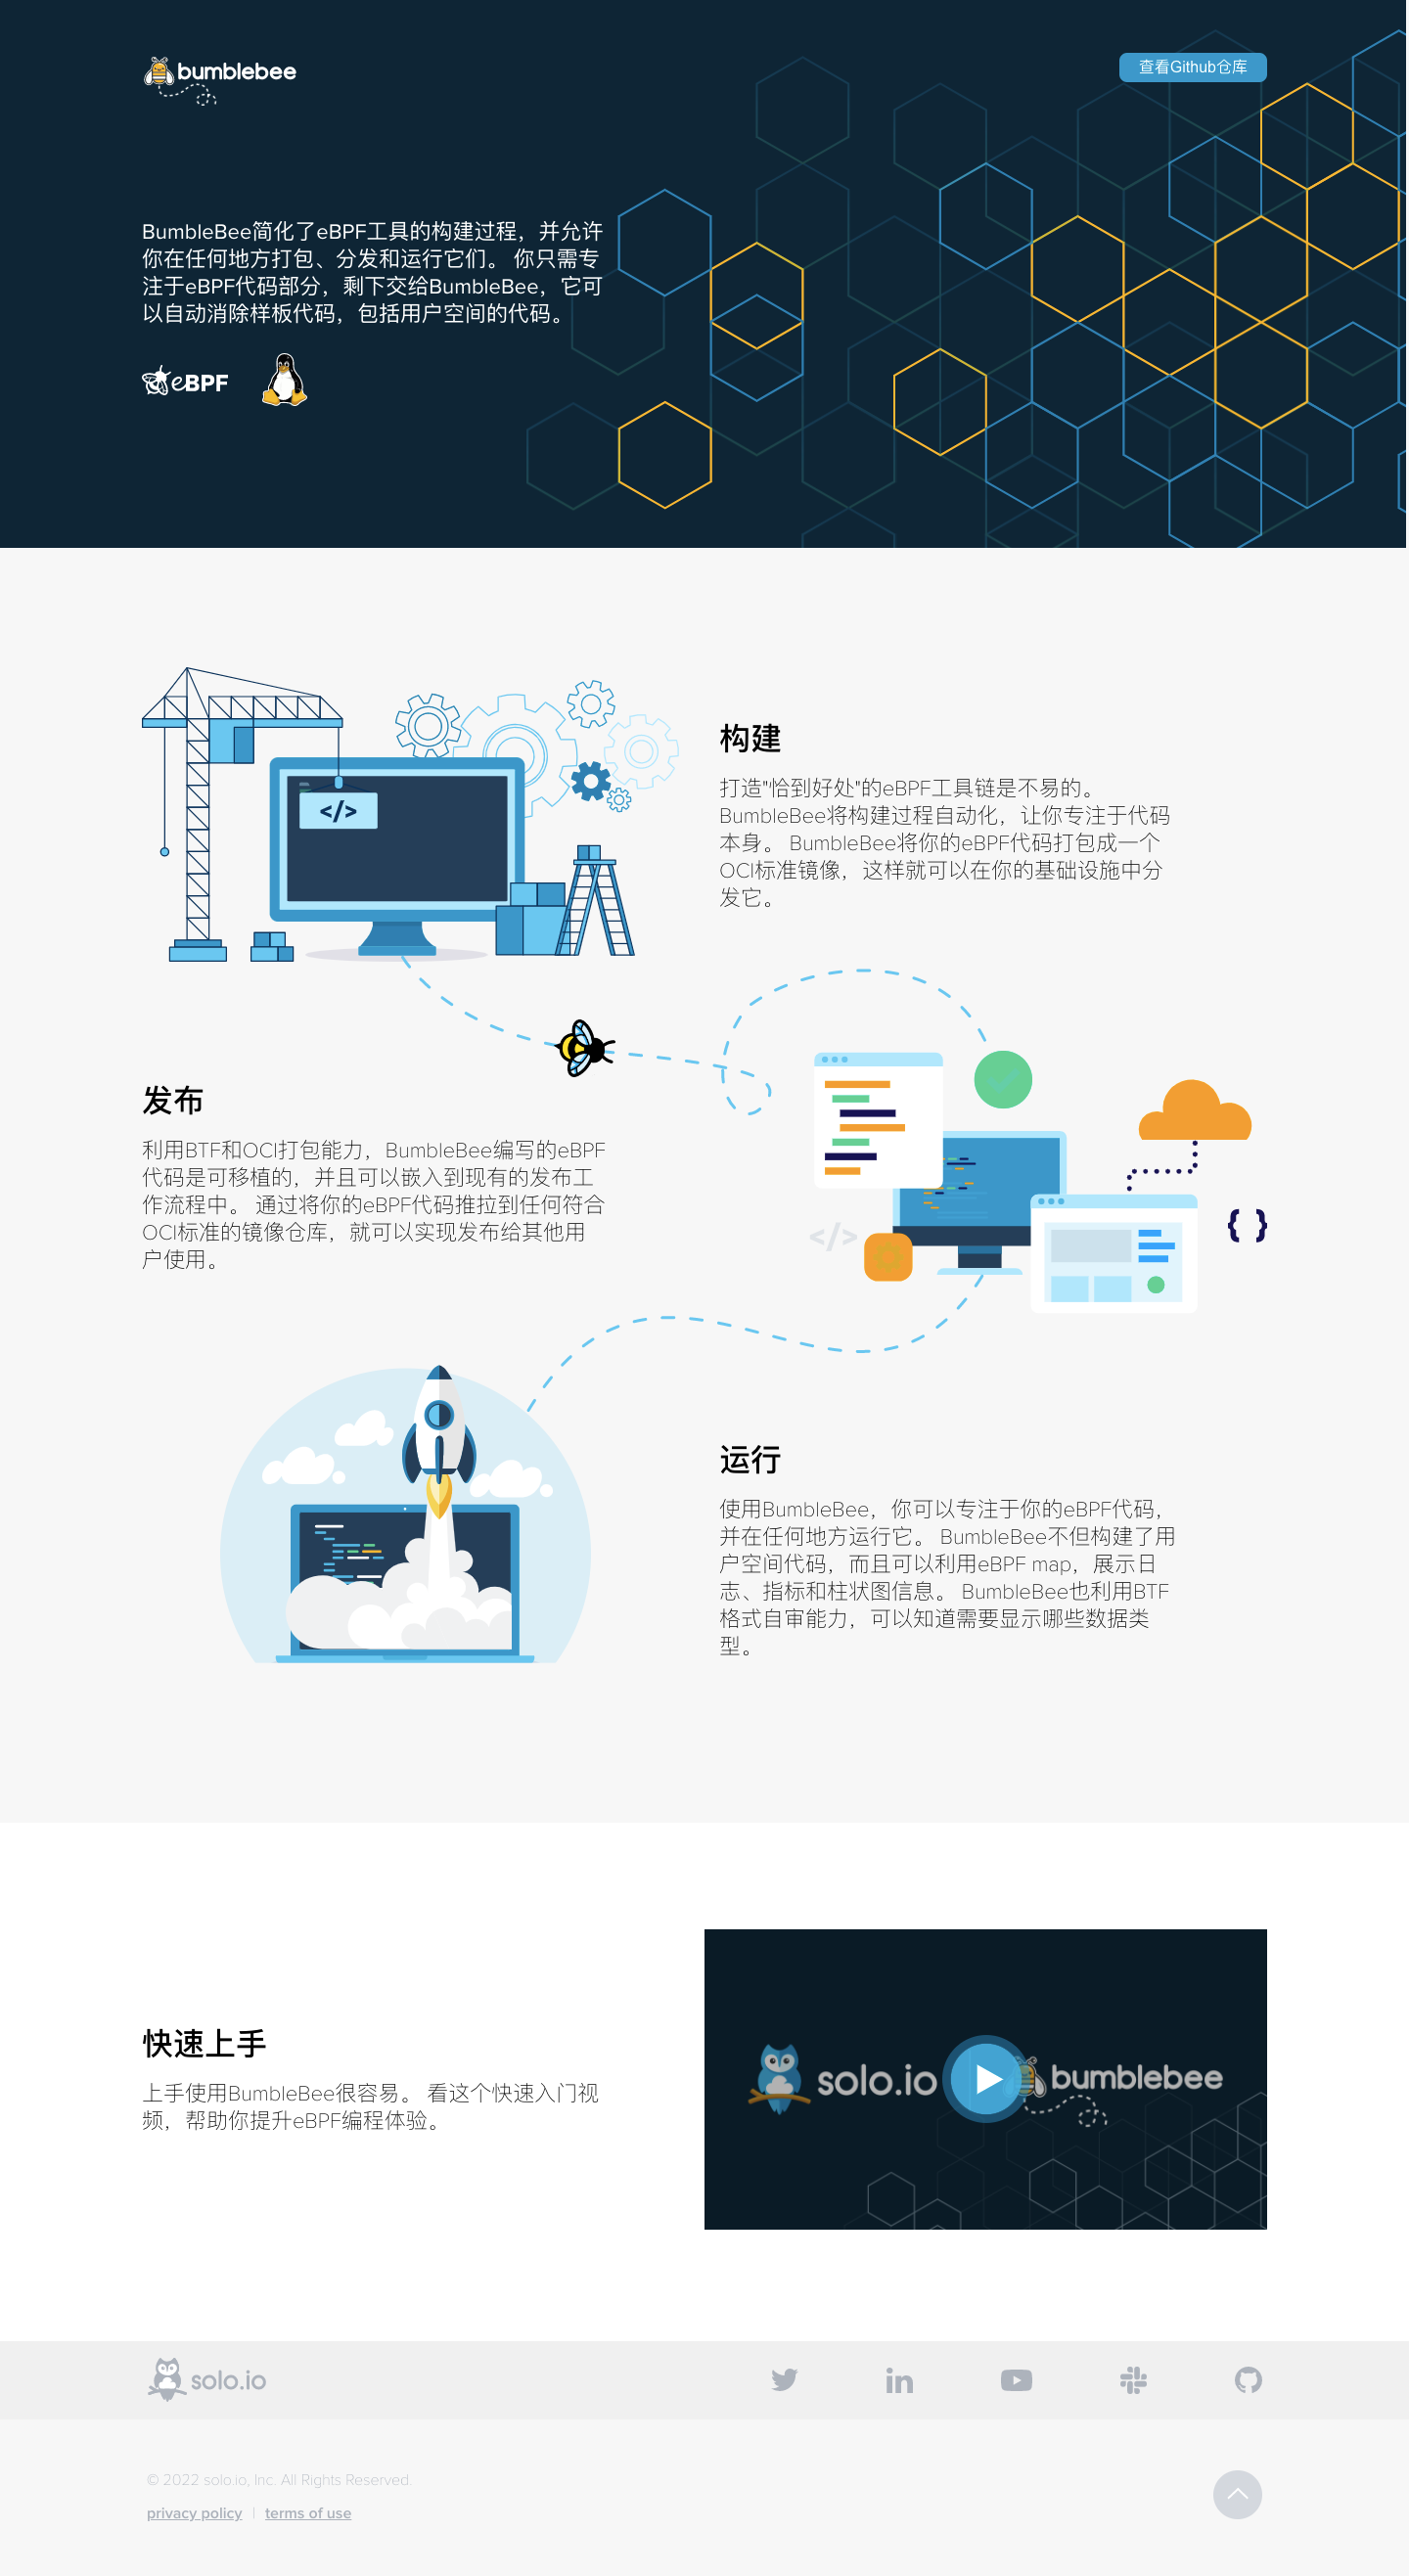 bumblebee
查看Github仓库
BumbleBee简化了eBPF工具的构建过程，并允许
你在任何地方打包、分发和运行它们。 你只需专
注于eBPF代码部分，剩下交给BumbleBee，它可
以自动消除样板代码，包括用户空间的代码。
eBPF
</>
构建
打造"恰到好处"的eBPF工具链是不易的。
BumbleBee将构建过程自动化，让你专注于代码
本身。 BumbleBee将你的eBPF代码打包成一个
OCI标准镜像，这样就可以在你的基础设施中分
发它。
发布
利用BTF和OCI打包能力，BumbleBee编写的eBPF
代码是可移植的，并且可以嵌入到现有的发布工
作流程中。 通过将你的eBPF代码推拉到任何符合
OCI标准的镜像仓库，就可以实现发布给其他用
户使用。
</>
{ }
运行
使用BumbleBee，你可以专注于你的eBPF代码，
并在任何地方运行它。 BumbleBee不但构建了用
户空间代码，而且可以利用eBPF map，展示日
志、指标和柱状图信息。 BumbleBee也利用BTF
格式自审能力，可以知道需要显示哪些数据类
型。
快速上手
上手使用BumbleBee很容易。 看这个快速入门视
频，帮助你提升eBPF编程体验。
solo.io
bumblebee
solo.io
in
© 2022 solo.io, Inc. All Rights Reserved.
privacy policy | terms of use